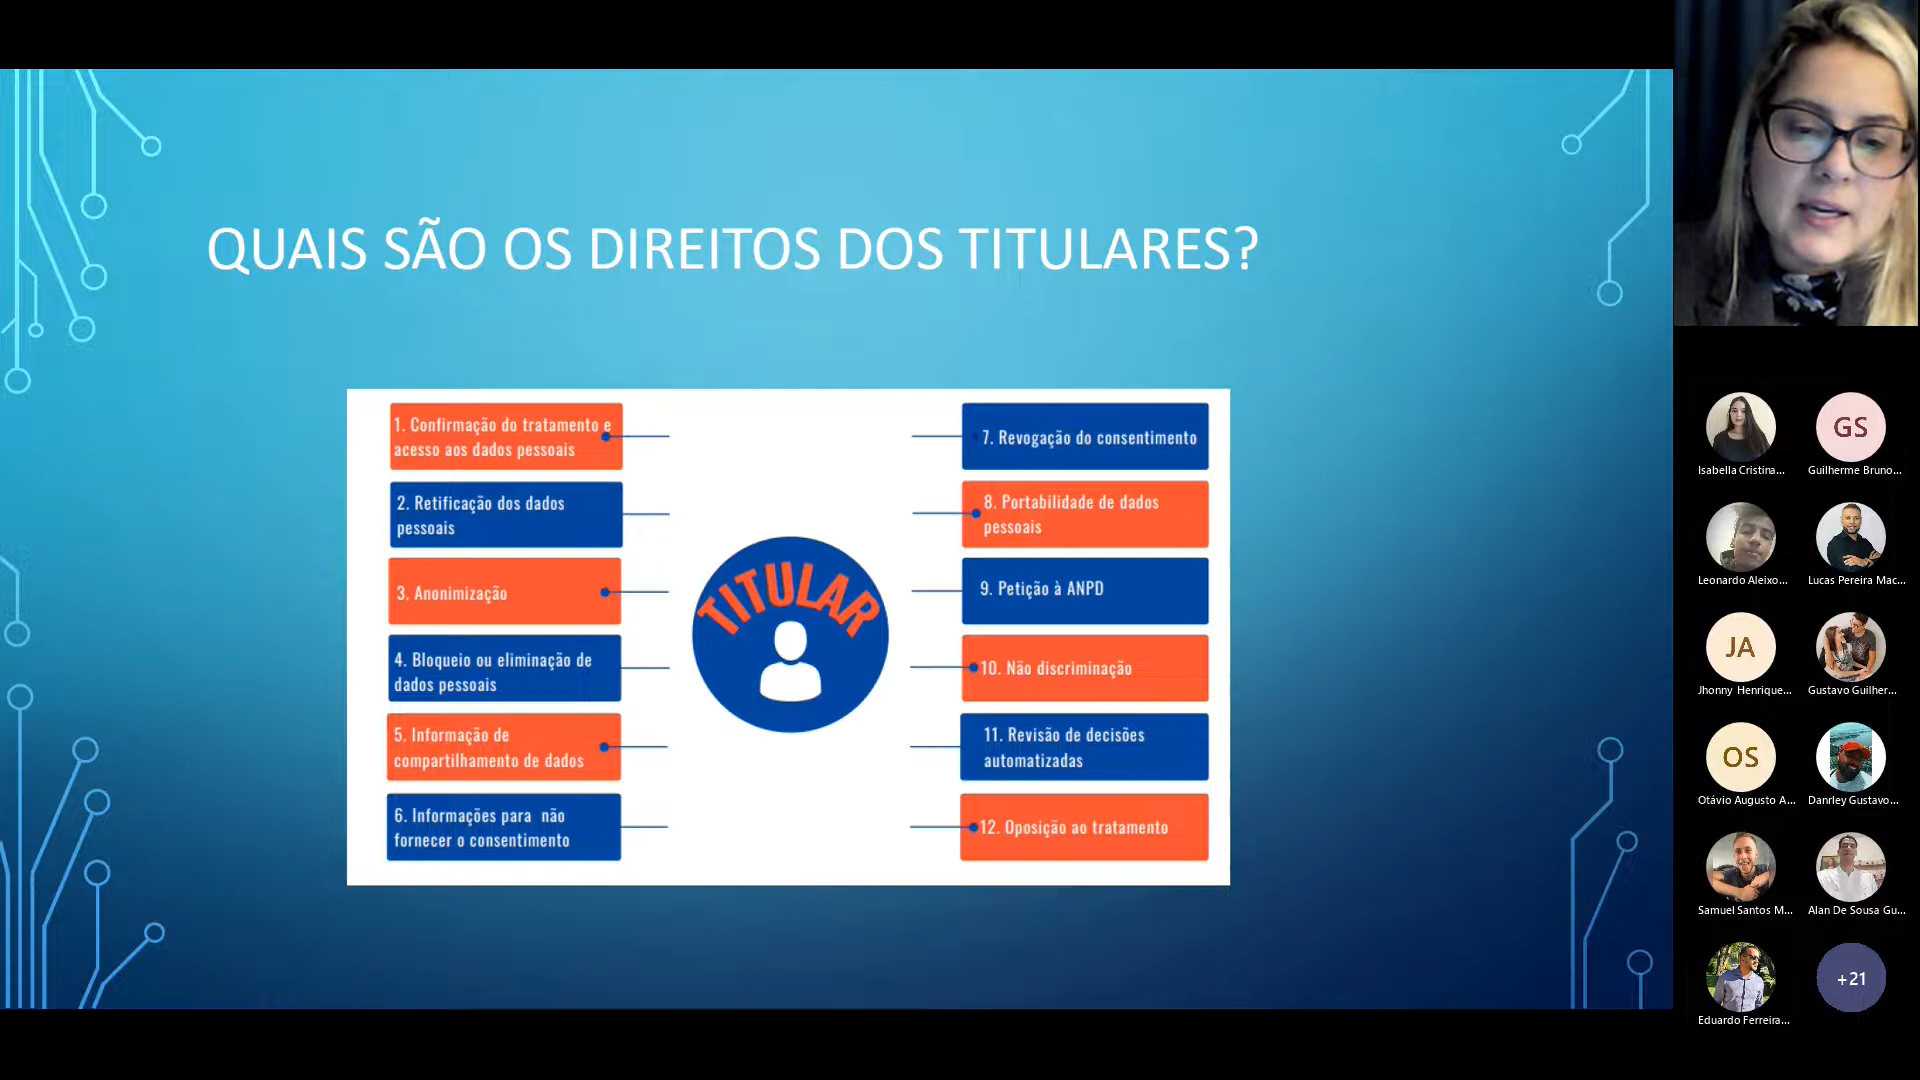 QUAIS SÃO OS DIREITOS DOS TITULARES?
1. Confirmação do tratamento e
acesso aos dados pessoais
2. Retificação dos dados
pessoais
3. Anonimização
4. Bloqueio ou eliminação de
dados pessoais
5. Informação de
compartilhamento de dados
6. Informações para não
fornecer o consentimento
TITULAR
7. Revogação do consentimento
8. Portabilidade de dados
pessoais
9. Petição à ANPD
10. Não discriminação
11. Revisão de decisões
automatizadas
12. Oposição ao tratamento
Isabella Cristina...
GS
Guilherme Bruno...
Leonardo Aleixo...
Lucas Pereira Mac...
JA
Jhonny Henrique...
Gustavo Guilher...
OS
Otávio Augusto A...
Danrley Gustavo...
Samuel Santos M...
Alan De Sousa Gu...
Eduardo Ferreira...
+21